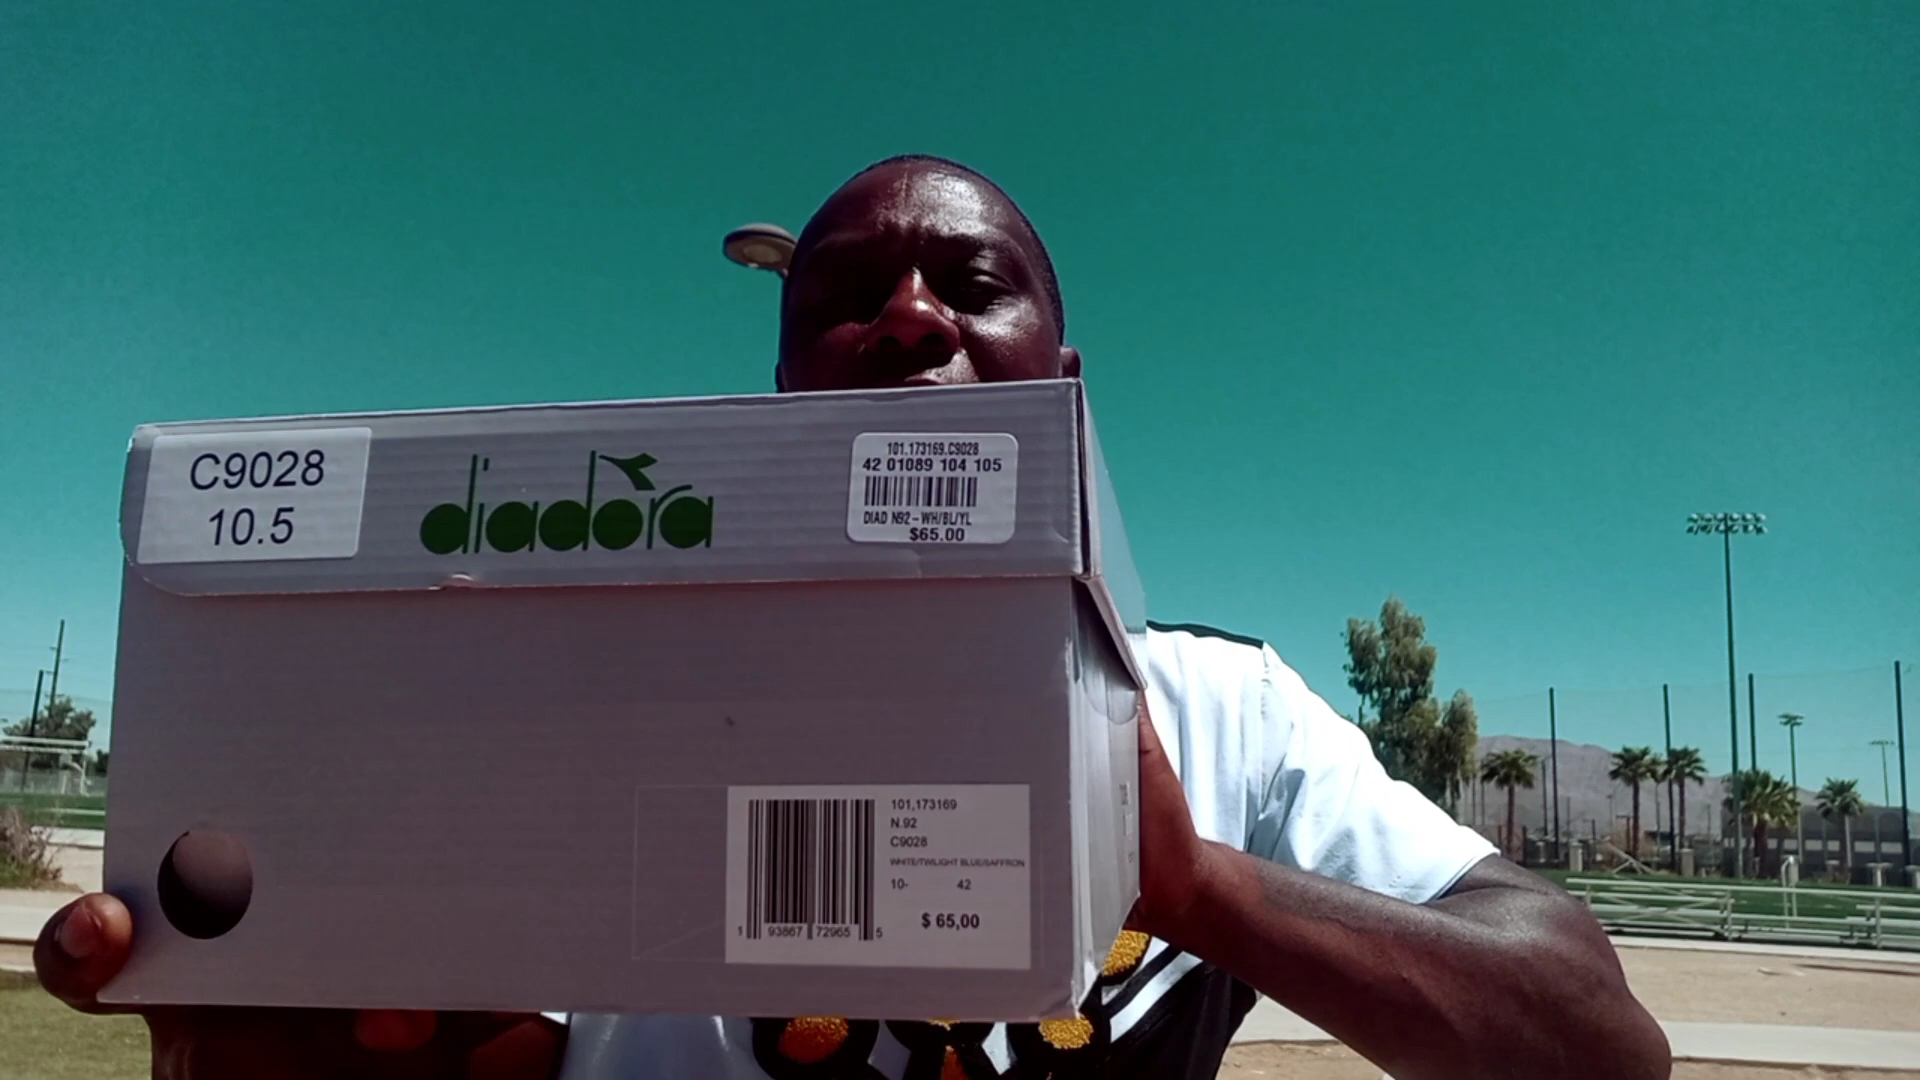 C9028
10.5
diadora
101.173169.C9028
42 01089 104 105
DIAD N92-WH/BL/YL
$65.00
101,173169
N.92
C9028
WHITE/TWILIGHT BLUE/SAFFRON
10- 42
$ 65,00
1 93867 72965 5